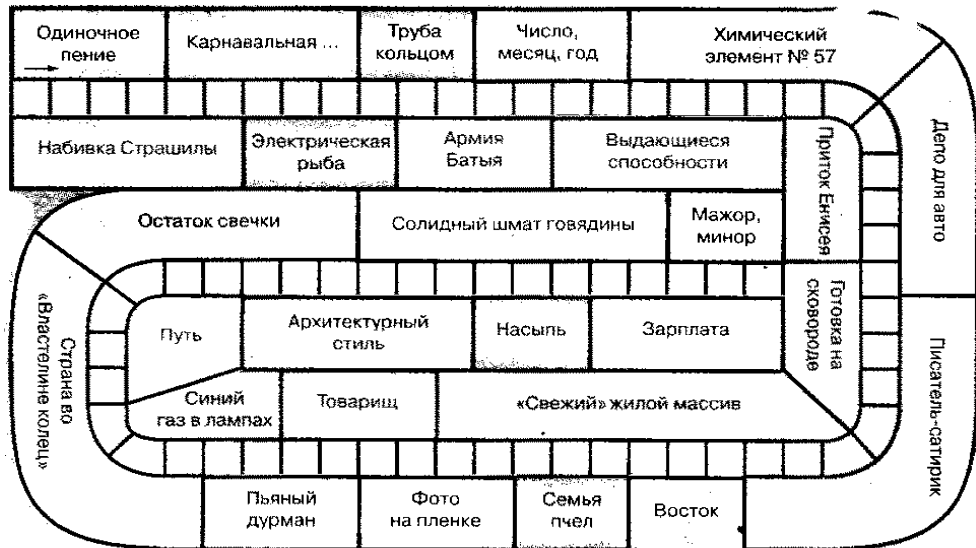 Одиночное
пение
Карнавальная ...
Труба
кольцом
Число,
месяц, год
Химический
элемент № 57
Набивка Страшилы
Электрическая
рыба
Армия
Батыя
Выдающиеся
способности
Приток Енисея
Депо для авто
Остаток свечки
Солидный шмат говядины
Мажор,
минор
Путь
Архитектурный
стиль
Насыпь
Зарплата
Готовка на
сковороде
Писатель-сатирик
Страна во
«Властелине колец»
Синий
газ в лампах
Товарищ
«Свежий» жилой массив
Пьяный
дурман
Фото
на пленке
Семья
пчел
Восток